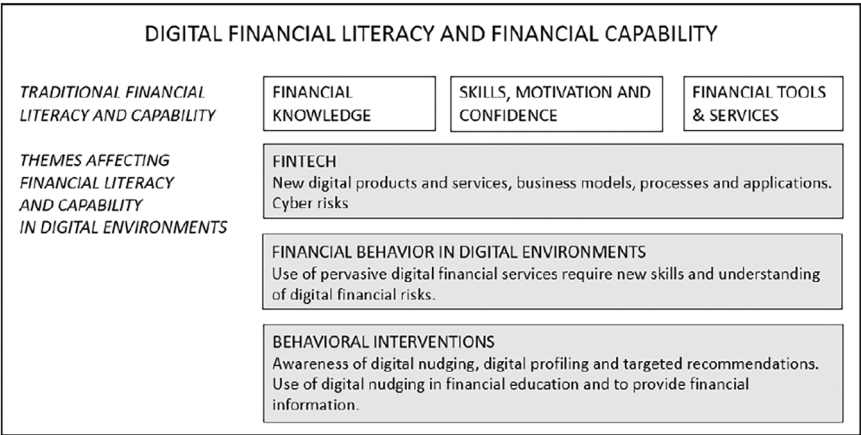 DIGITAL FINANCIAL LITERACY AND FINANCIAL CAPABILITY
TRADITIONAL FINANCIAL
LITERACY AND CAPABILITY
FINANCIAL
KNOWLEDGE
SKILLS, MOTIVATION AND
CONFIDENCE
FINANCIAL TOOLS
& SERVICES
THEMES AFFECTING
FINANCIAL LITERACY
AND CAPABILITY
IN DIGITAL ENVIRONMENTS
FINTECH
New digital products and services, business models, processes and applications.
Cyber risks
FINANCIAL BEHAVIOR IN DIGITAL ENVIRONMENTS
Use of pervasive digital financial services require new skills and understanding
of digital financial risks.
BEHAVIORAL INTERVENTIONS
Awareness of digital nudging, digital profiling and targeted recommendations.
Use of digital nudging in financial education and to provide financial
information.